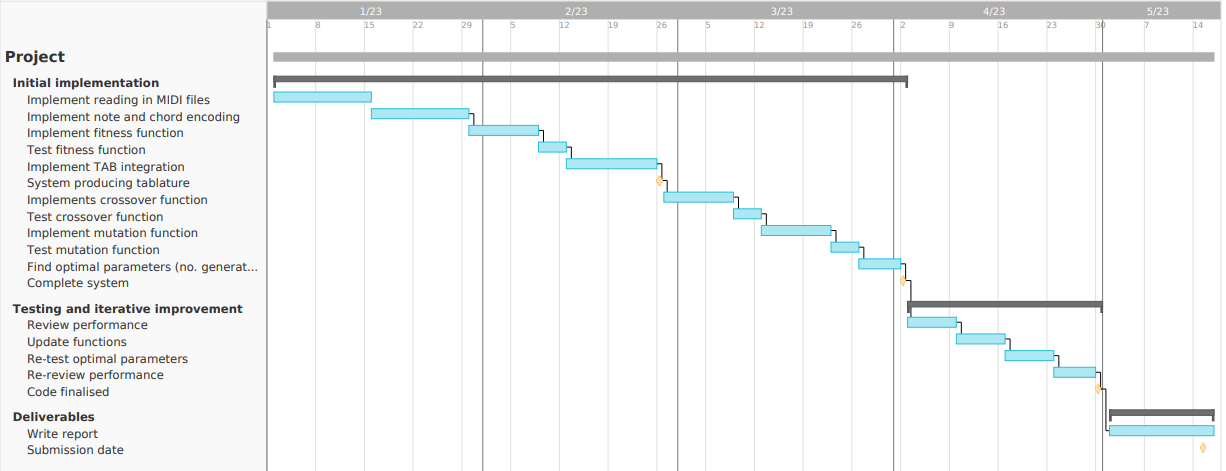 1/23 2/23 3/23 4/23 5/23
1 8 15 22 29 5 12 19 26 5 12 19 26 2 9 16 23 30 7 14
Project
Initial implementation
Implement reading in MIDI files
Implement note and chord encoding
Implement fitness function
Test fitness function
Implement TAB integration
System producing tablature
Implements crossover function
Test crossover function
Implement mutation function
Test mutation function
Find optimal parameters (no. generat...
Complete system
Testing and iterative improvement
Review performance
Update functions
Re-test optimal parameters
Re-review performance
Code finalised
Deliverables
Write report
Submission date